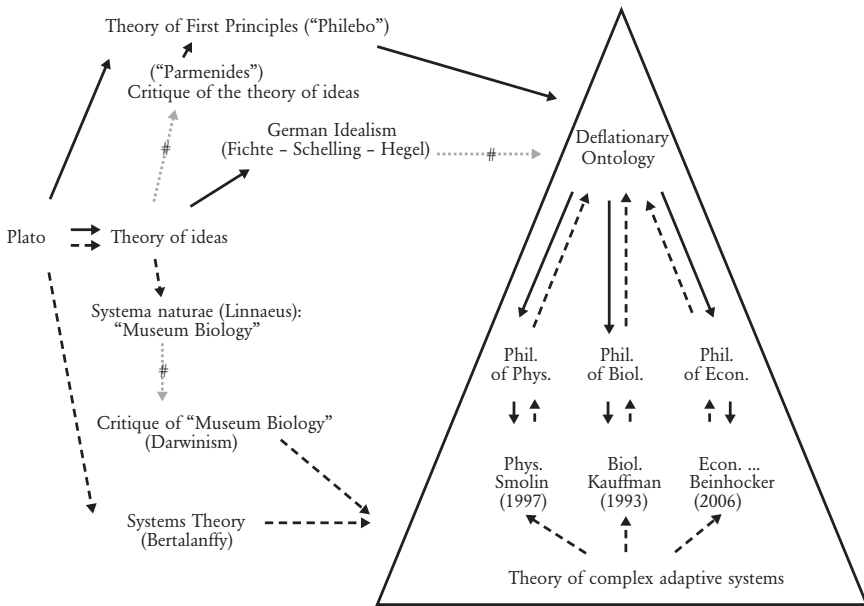 Theory of First Principles (“Philebo”)
(“Parmenides”)
Critique of the theory of ideas
#
German Idealism
(Fichte – Schelling – Hegel)
#
Deflationary
Ontology
Plato
Theory of ideas
Systema naturae (Linnaeus):
“Museum Biology”
#
Critique of “Museum Biology”
(Darwinism)
Systems Theory
(Bertalanffy)
Phil.
of Phys.
Phil.
of Biol.
Phil.
of Econ.
Phys.
Smolin
(1997)
Biol.
Kauffman
(1993)
Econ. ...
Beinhocker
(2006)
Theory of complex adaptive systems